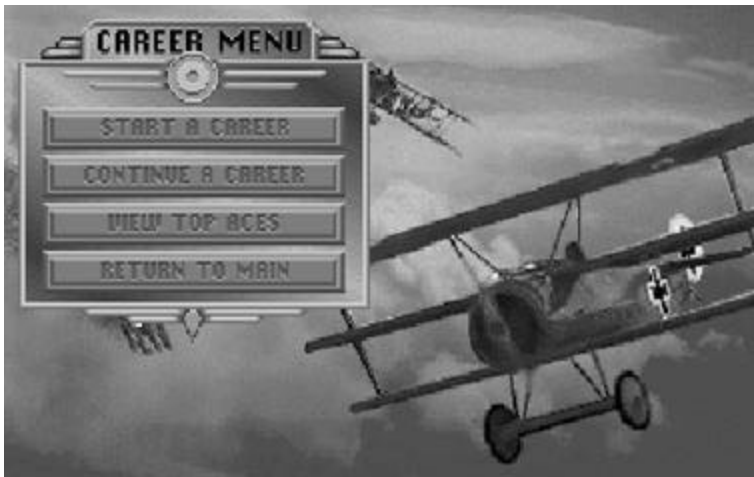 CAREER MENU
START A CAREER
CONTINUE A CAREER
VIEW TOP ACES
RETURN TO MAIN